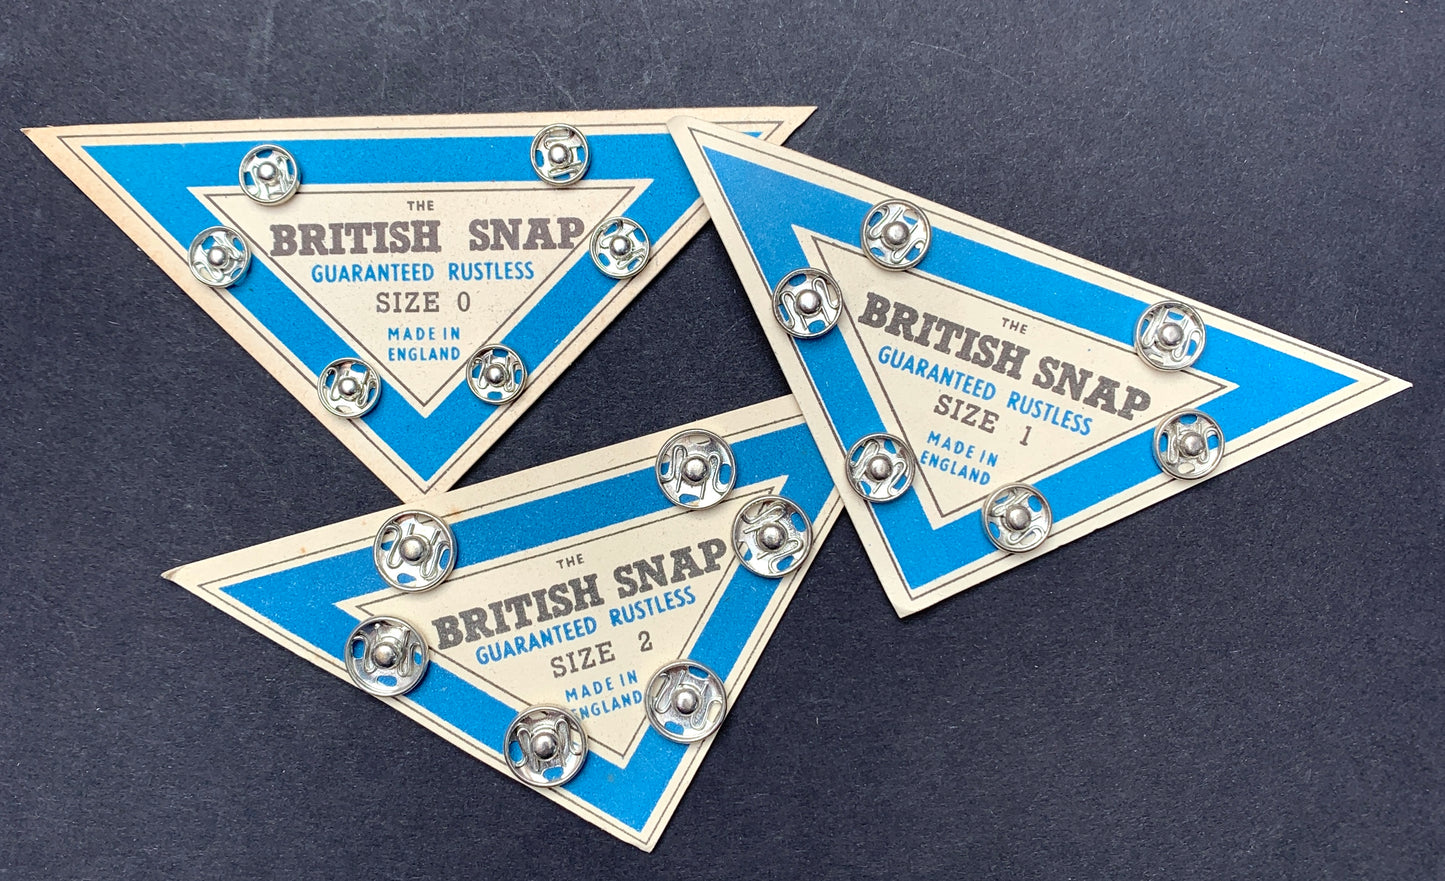 THE
BRITISH SNAP
GUARANTEED RUSTLESS
SIZE 0
MADE IN
ENGLAND
THE
BRITISH SNAP
GUARANTEED RUSTLESS
SIZE 1
MADE IN
ENGLAND
THE
BRITISH SNAP
GUARANTEED RUSTLESS
SIZE 2
MADE IN
ENGLAND